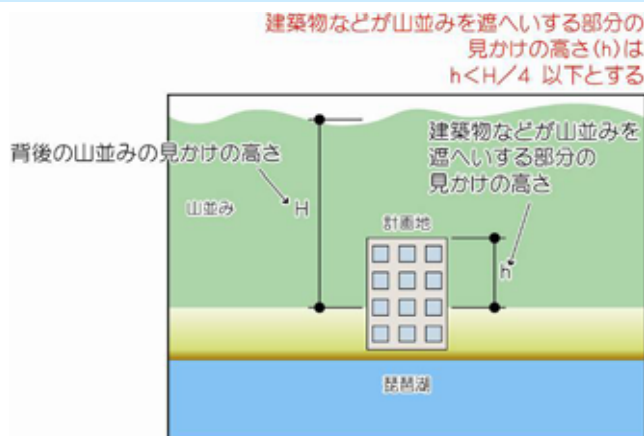 建築物などが山並みを遮へいする部分の
見かけの高さ(h)は
h<H/4 以下とする
背後の山並みの見かけの高さ
建築物などが山並みを
遮へいする部分の
見かけの高さ
山並み
H
計画地
h
琵琶湖